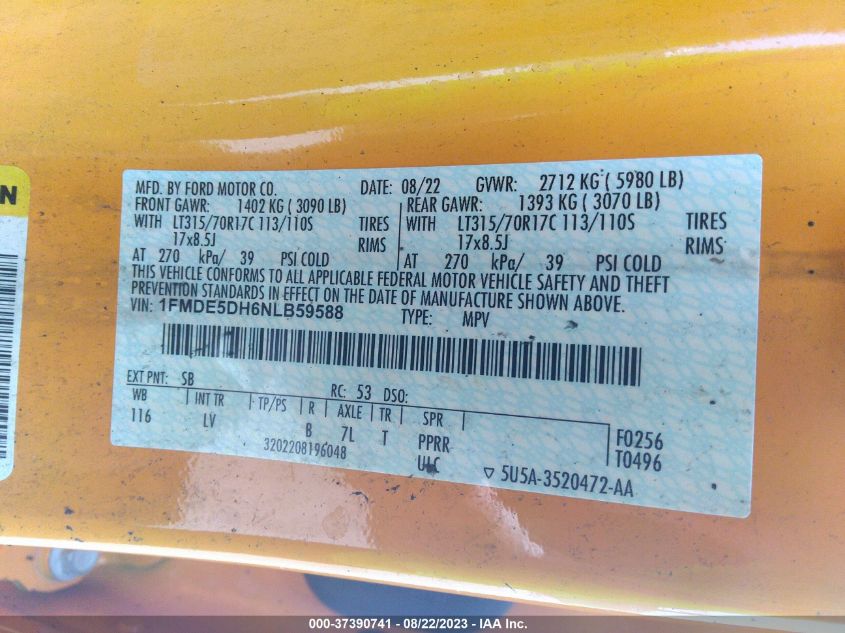 N
MFD. BY FORD MOTOR CO. DATE: 08/22 GVWR: 2712 KG ( 5980 LB)
FRONT GAWR: 1402 KG ( 3090 LB) REAR GAWR: 1393 KG ( 3070 LB)
WITH LT315/70R17C 113/110S TIRES WITH LT315/70R17C 113/110S TIRES
17x8.5J RIMS 17x8.5J RIMS
AT 270 kPa/ 39 PSI COLD AT 270 kPa/ 39 PSI COLD
THIS VEHICLE CONFORMS TO ALL APPLICABLE FEDERAL MOTOR VEHICLE SAFETY AND THEFT
PREVENTION STANDARDS IN EFFECT ON THE DATE OF MANUFACTURE SHOWN ABOVE.
VIN: 1FMDE5DH6NLB59588 TYPE: MPV
EXT PNT: SB RC: 53 DSO:
WB INT TR TP/PS R AXLE TR SPR
116 LV B 7L T PPRR F0256
3202208196048 ULC T0496
5U5A-3520472-AA
000-37390741 - 08/22/2023 - IAA Inc.